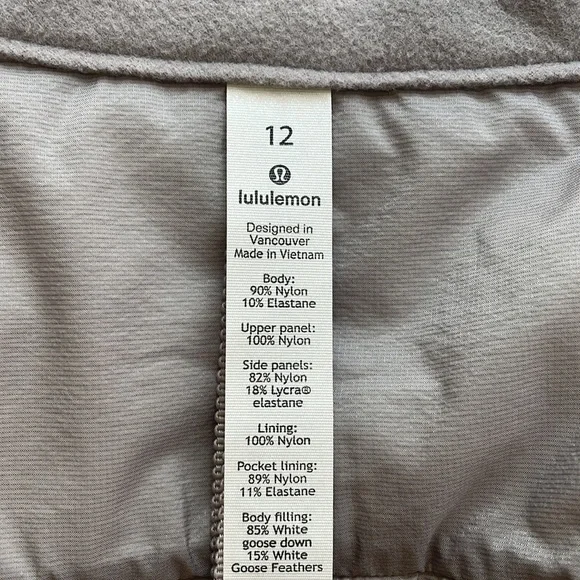 12
lululemon
Designed in
Vancouver
Made in Vietnam
Body:
90% Nylon
10% Elastane
Upper panel:
100% Nylon
Side panels:
82% Nylon
18% Lycra®
elastane
Lining:
100% Nylon
Pocket lining:
89% Nylon
11% Elastane
Body filling:
85% White
goose down
15% White
Goose Feathers